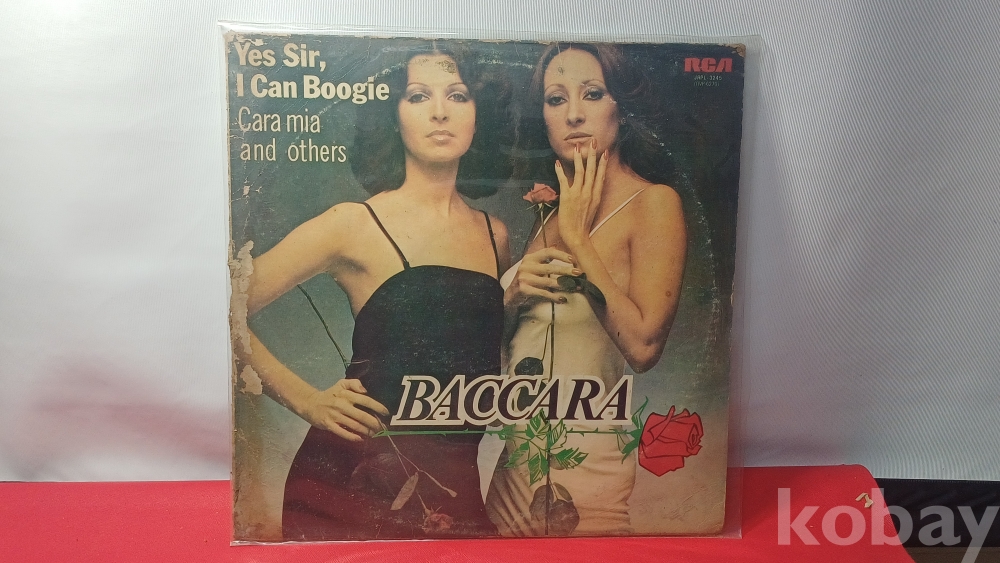 Yes Sir,
I Can Boogie
Cara mia
and others
RCA
BACCARA
kobay